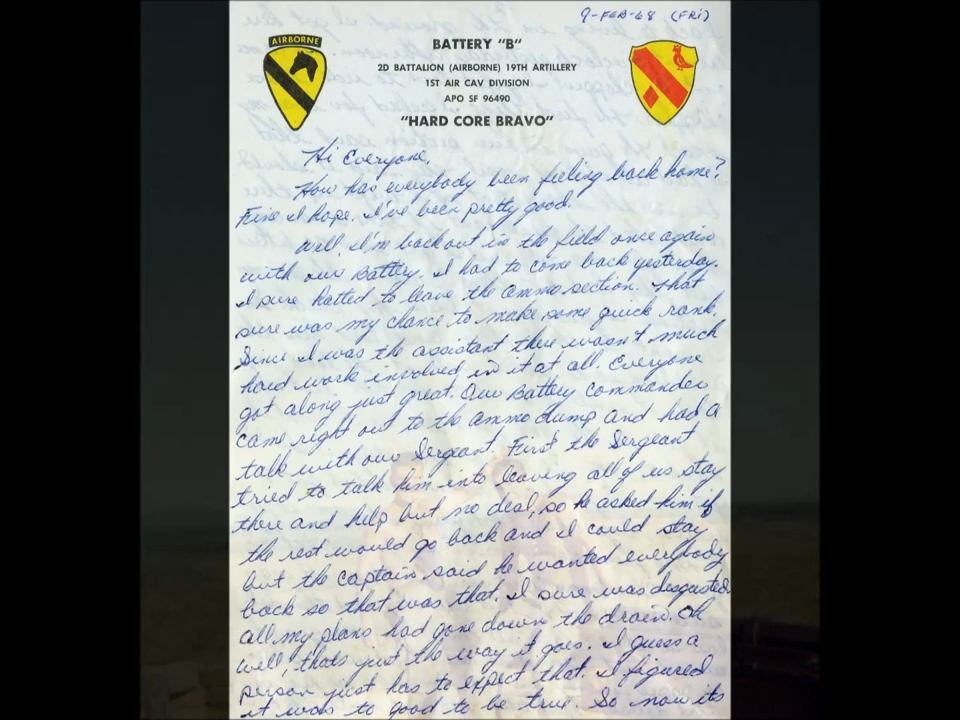 9-FEB-68 (FRI)
AIRBORNE
BATTERY "B"
2D BATTALION (AIRBORNE) 19TH ARTILLERY
1ST AIR CAV DIVISION
APO SF 96490
"HARD CORE BRAVO"
Hi Everyone,
How has everybody been feeling back home?
Fine I hope. I've been pretty good.
Well, I'm back out in the field once again
with our Battery. I had to come back yesterday.
I sure hatted to leave the ammo section. That
sure was my chance to make some quick rank.
Since I was the assistant there wasn't much
hard work involved in it at all. Everyone
got along just great. Our Battery Commander
came right out to the ammo dump and had a
talk with our Sergeant. First the Sergeant
tried to talk him into leaving all of us stay
there and help but no deal, so he asked him if
the rest would go back and I could stay
but the Captain said he wanted everybody
back so that was that. I sure was disgusted
all my plans had gone down the drain. Oh
well, thats just the way it goes. I guess a
person just has to expect that. I figured
it was to good to be true. So now its